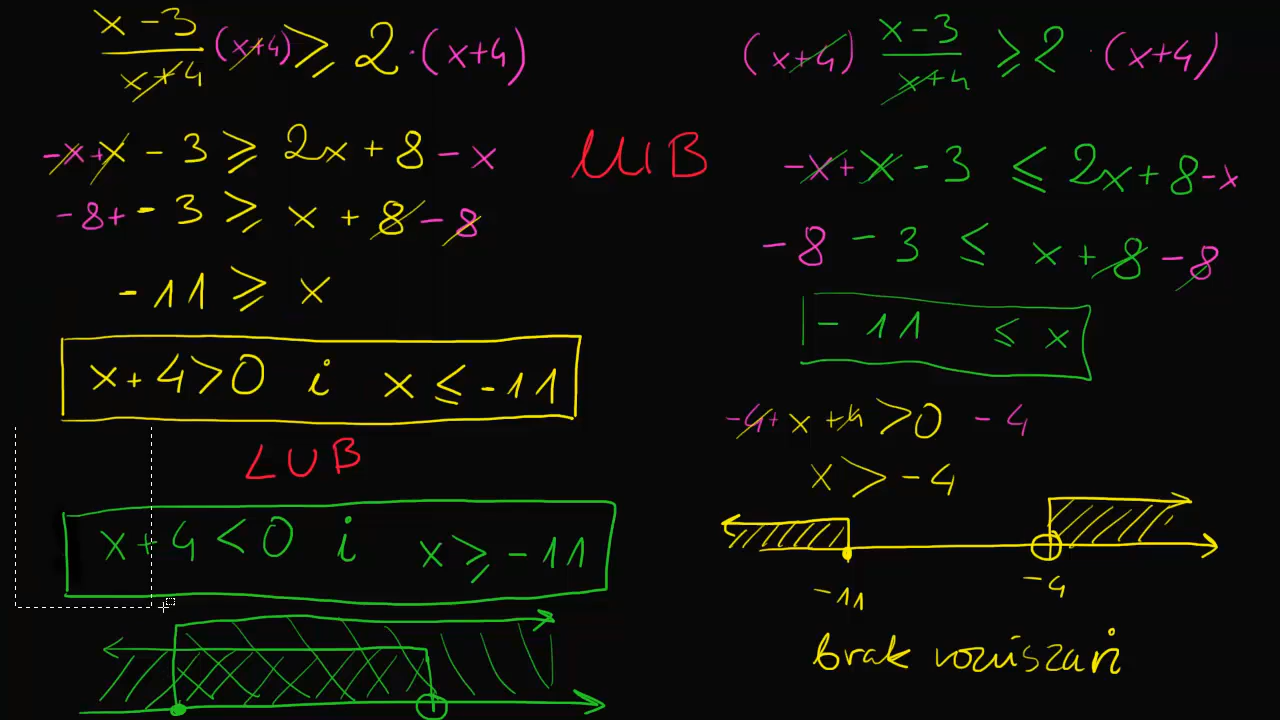 x-3/x+4 (x+4) ≥ 2 ·(x+4)
-x+x - 3 ≥ 2x + 8 - x
-8+ - 3 ≥ x + 8 - 8
-11 ≥ x
x+4>0 i x ≤ -11
LUB
x+4<0 i x ≥ -11
LUB
(x+4) x-3/x+4 ≥ 2 ·(x+4)
-x+x - 3 ≤ 2x + 8 - x
-8 - 3 ≤ x + 8 - 8
-11 ≤ x
-4+ x +4 > 0 - 4
x > -4
-11 -4
brak rozwiązań